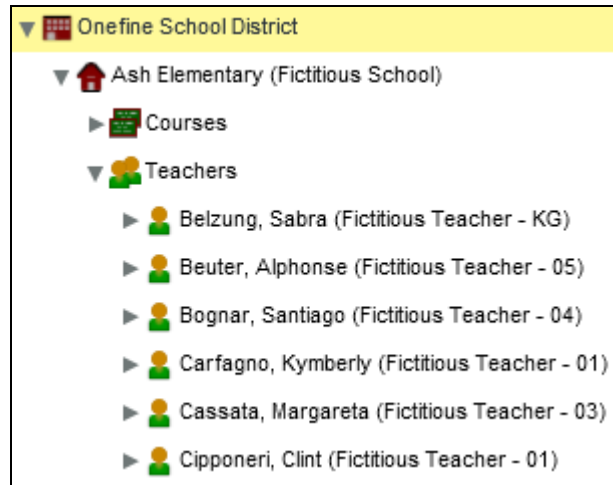 Onefine School District
Ash Elementary (Fictitious School)
Courses
Teachers
Belzung, Sabra (Fictitious Teacher - KG)
Beuter, Alphonse (Fictitious Teacher - 05)
Bognar, Santiago (Fictitious Teacher - 04)
Carfagno, Kymberly (Fictitious Teacher - 01)
Cassata, Margareta (Fictitious Teacher - 03)
Cipponeri, Clint (Fictitious Teacher - 01)